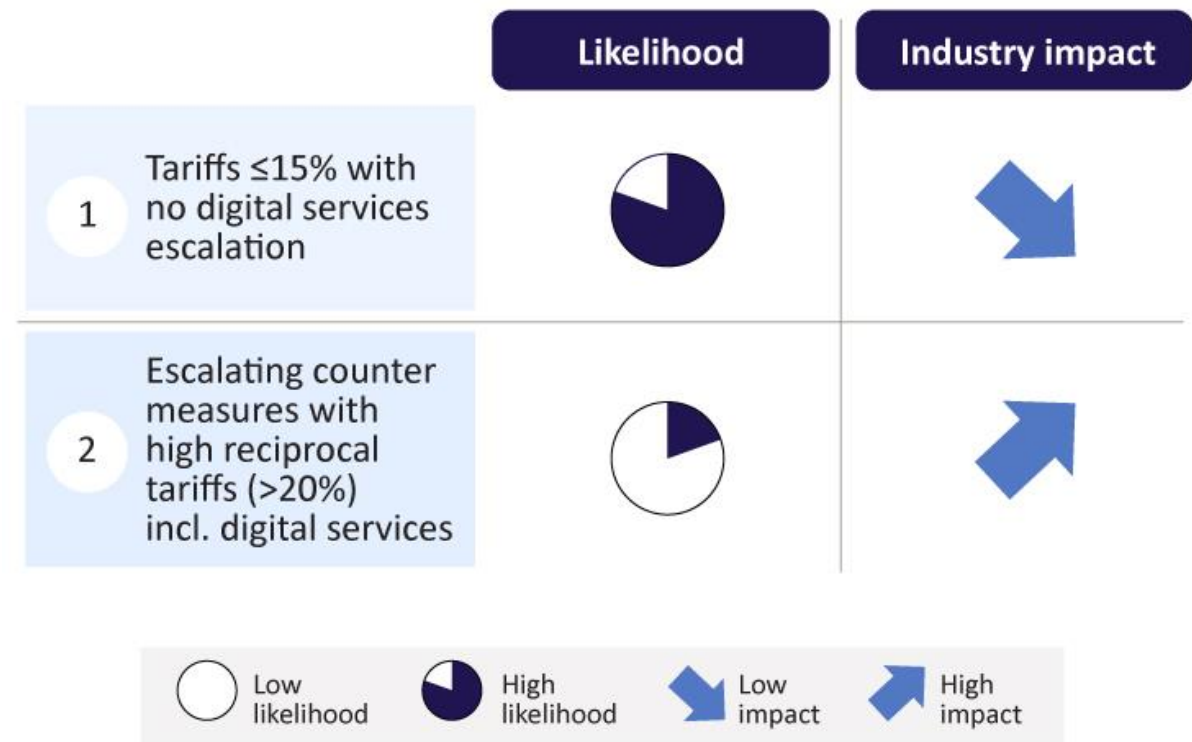 Likelihood
Industry impact
1
Tariffs ≤15% with
no digital services
escalation
2
Escalating counter
measures with
high reciprocal
tariffs (>20%)
incl. digital services
Low
likelihood
High
likelihood
Low
impact
High
impact